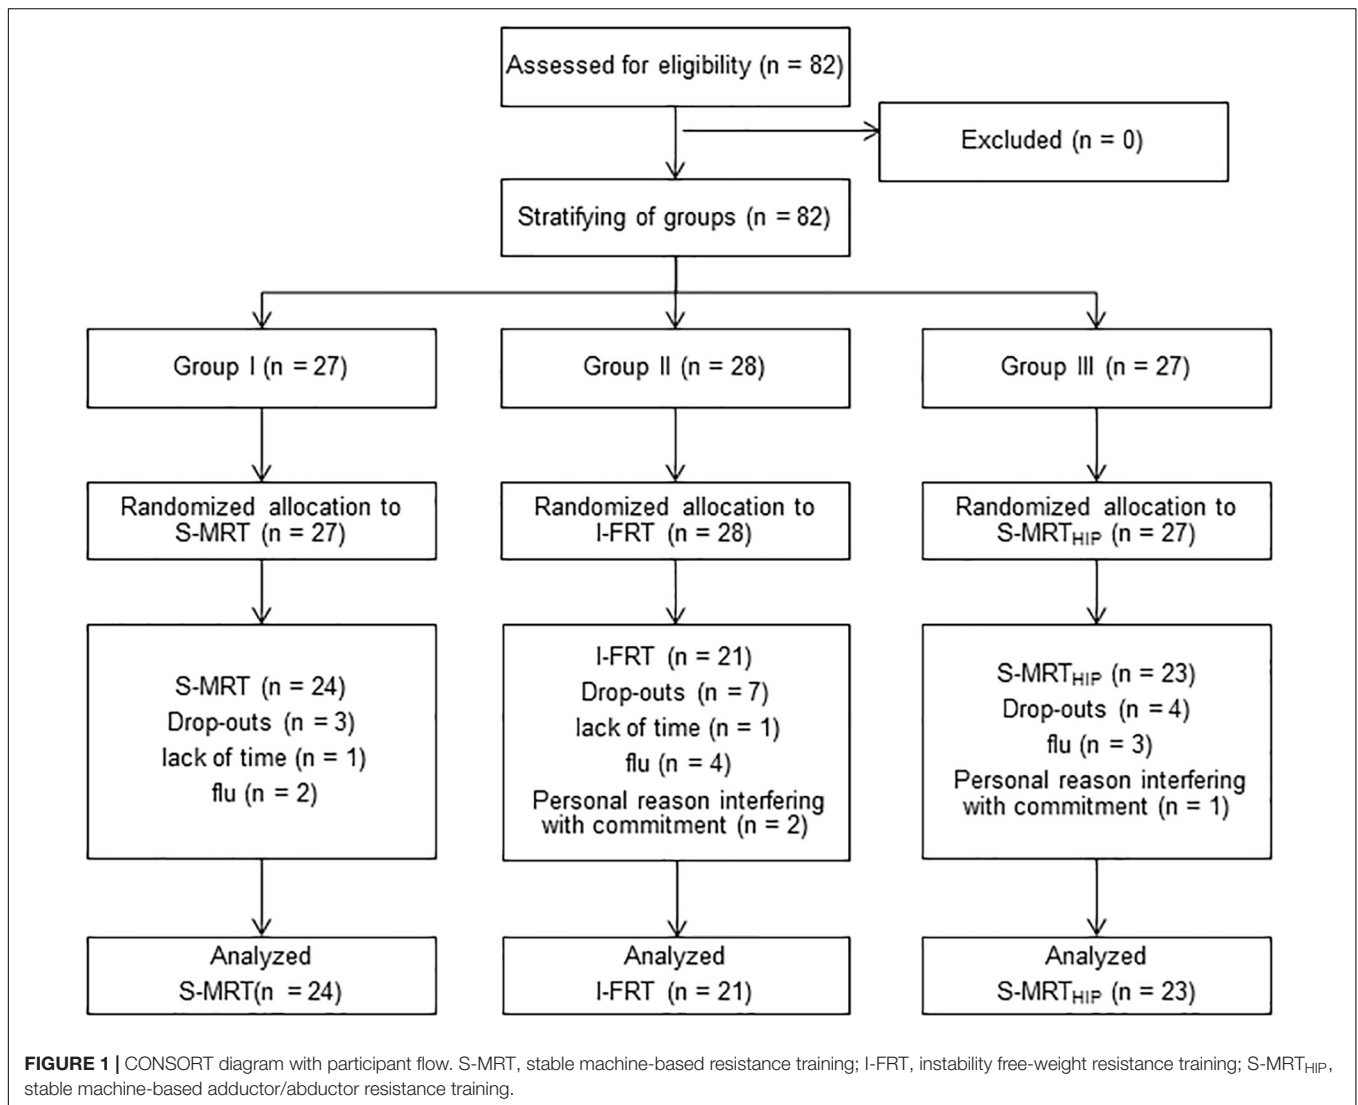 Assessed for eligibility (n = 82)
Excluded (n = 0)
Stratifying of groups (n = 82)
Group I (n = 27)
Group II (n = 28)
Group III (n = 27)
Randomized allocation to
S-MRT (n = 27)
Randomized allocation to
I-FRT (n = 28)
Randomized allocation to
S-MRTHIP (n = 27)
S-MRT (n = 24)
Drop-outs (n = 3)
lack of time (n = 1)
flu (n = 2)
I-FRT (n = 21)
Drop-outs (n = 7)
lack of time (n = 1)
flu (n = 4)
Personal reason interfering
with commitment (n = 2)
S-MRTHIP (n = 23)
Drop-outs (n = 4)
flu (n = 3)
Personal reason interfering
with commitment (n = 1)
Analyzed
S-MRT(n = 24)
Analyzed
I-FRT (n = 21)
Analyzed
S-MRTHIP (n = 23)
FIGURE 1 | CONSORT diagram with participant flow. S-MRT, stable machine-based resistance training; I-FRT, instability free-weight resistance training; S-MRTHIP,
stable machine-based adductor/abductor resistance training.